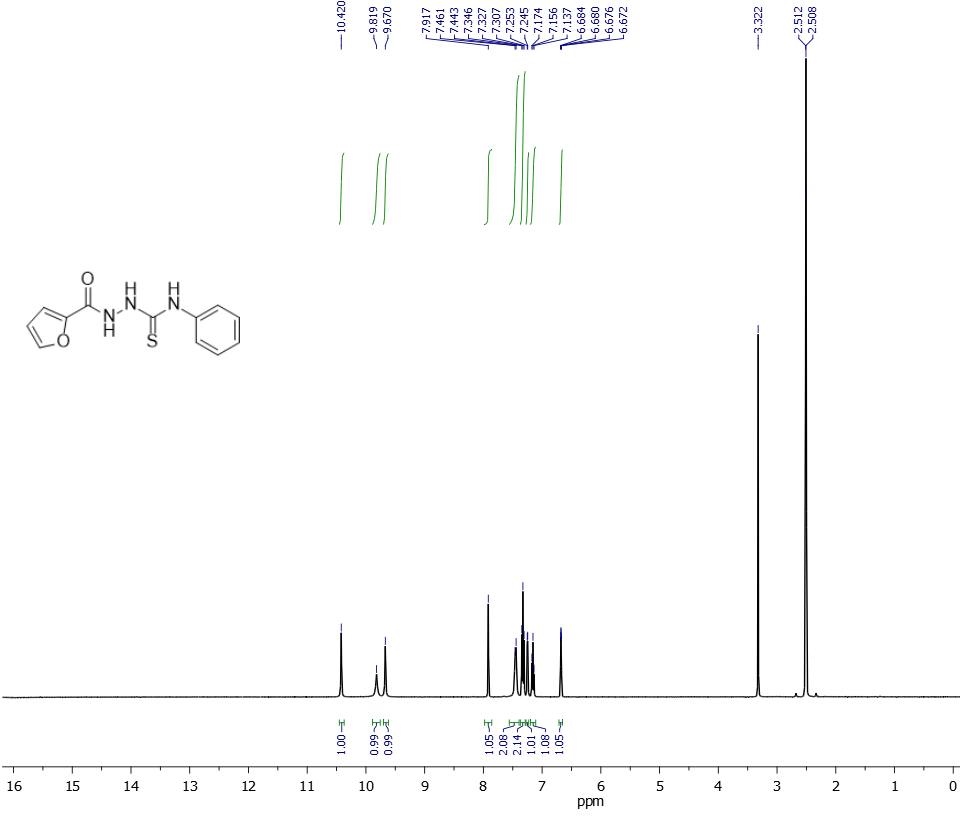 10.420
9.819
9.670
7.917
7.461
7.443
7.346
7.327
7.307
7.253
7.245
7.174
7.156
7.137
6.684
6.680
6.676
6.672
3.322
2.512
2.508
O
H
H
N
N
N
H
O
S
1.00
0.99
0.99
1.05
2.08
2.14
1.01
1.08
1.05
16 15 14 13 12 11 10 9 8 7 6 5 4 3 2 1 0
ppm